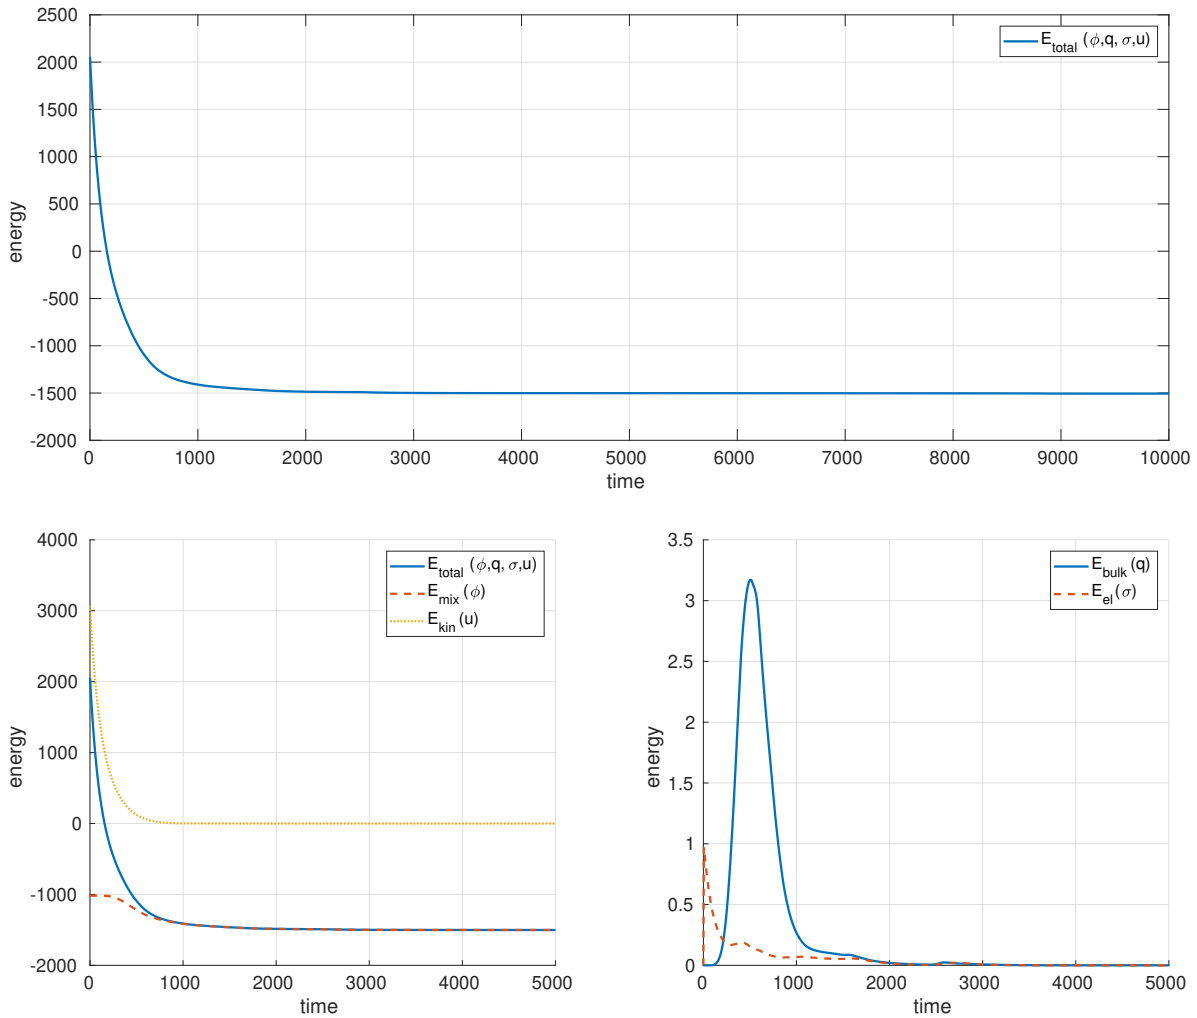 2500
2000
1500
1000
500
0
-500
-1000
-1500
-2000
energy
E_total (ϕ,q, σ,u)
0 1000 2000 3000 4000 5000 6000 7000 8000 9000 10000
time
4000
3000
2000
1000
0
-1000
-2000
energy
E_total (ϕ,q, σ,u)
E_mix (ϕ)
E_kin (u)
0 1000 2000 3000 4000 5000
time
3.5
3
2.5
2
1.5
1
0.5
0
energy
E_bulk (q)
E_el (σ)
0 1000 2000 3000 4000 5000
time